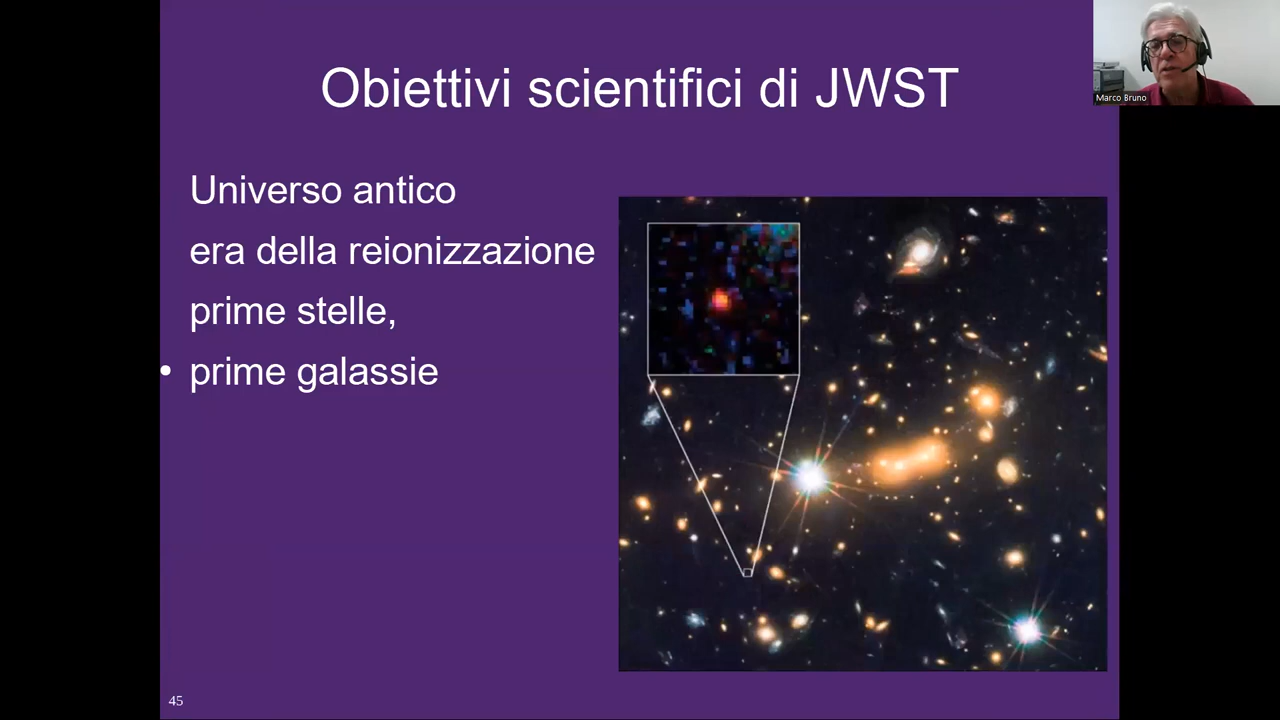 Obiettivi scientifici di JWST
Marco Bruno
Universo antico
era della reionizzazione
prime stelle,
• prime galassie
45